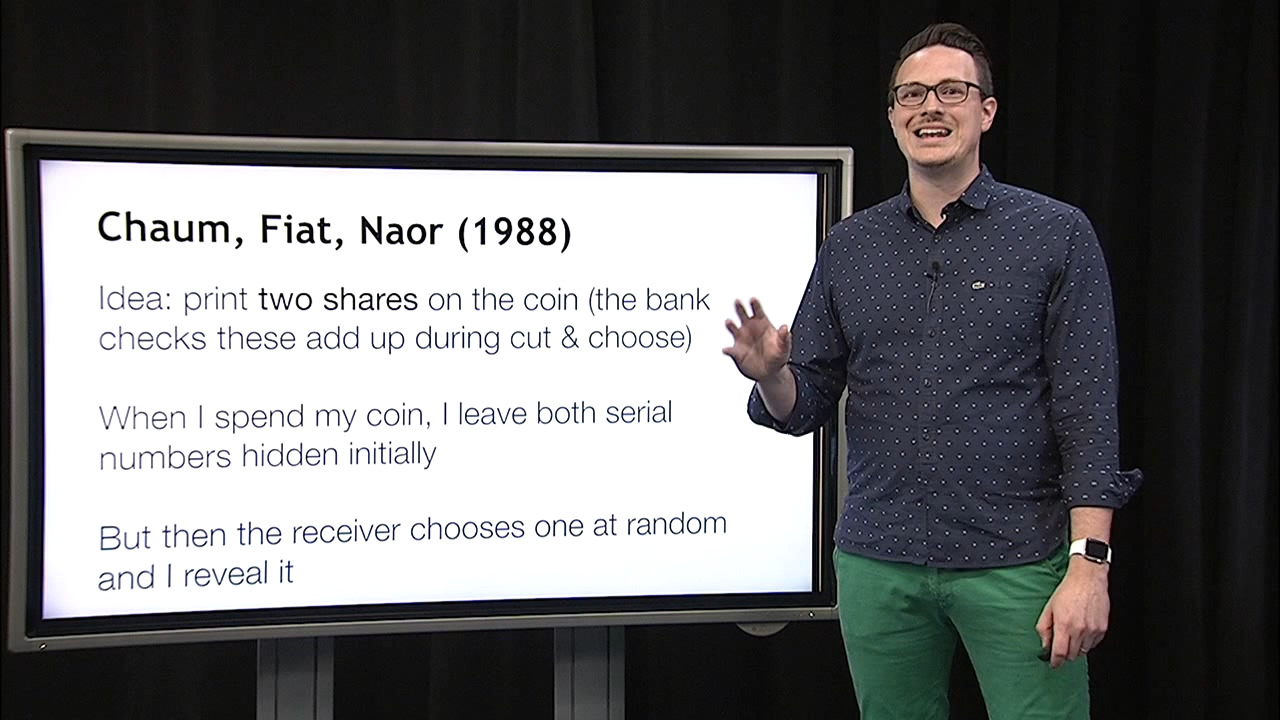 Chaum, Fiat, Naor (1988)
Idea: print two shares on the coin (the bank
checks these add up during cut & choose)
When I spend my coin, I leave both serial
numbers hidden initially
But then the receiver chooses one at random
and I reveal it